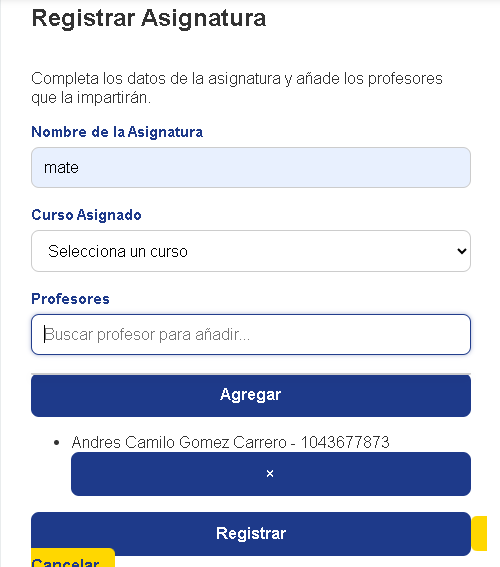 Registrar Asignatura
Completa los datos de la asignatura y añade los profesores
que la impartirán.
Nombre de la Asignatura
mate
Curso Asignado
Selecciona un curso
Profesores
Buscar profesor para añadir...
Agregar
• Andres Camilo Gomez Carrero - 1043677873
×
Registrar
Cancelar